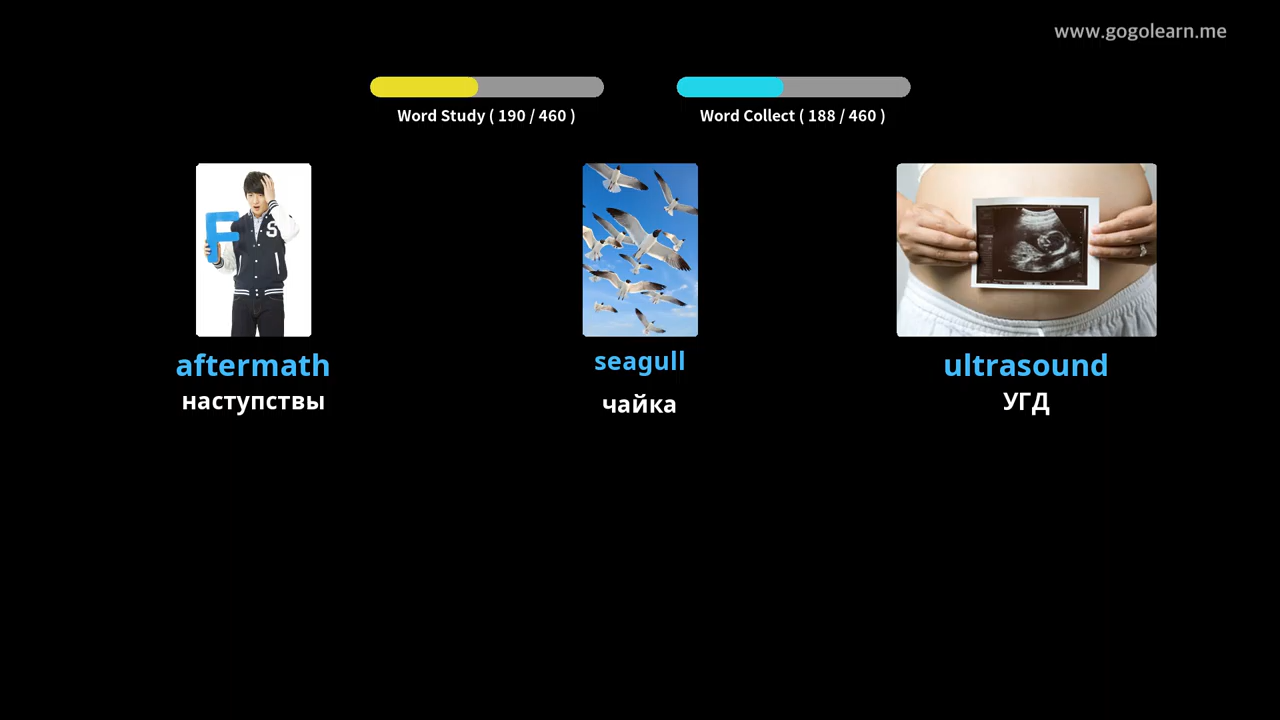 www.gogolearn.me
Word Study ( 190 / 460 )
Word Collect ( 188 / 460 )
F
S
aftermath
наступствы
seagull
чайка
ultrasound
УГД